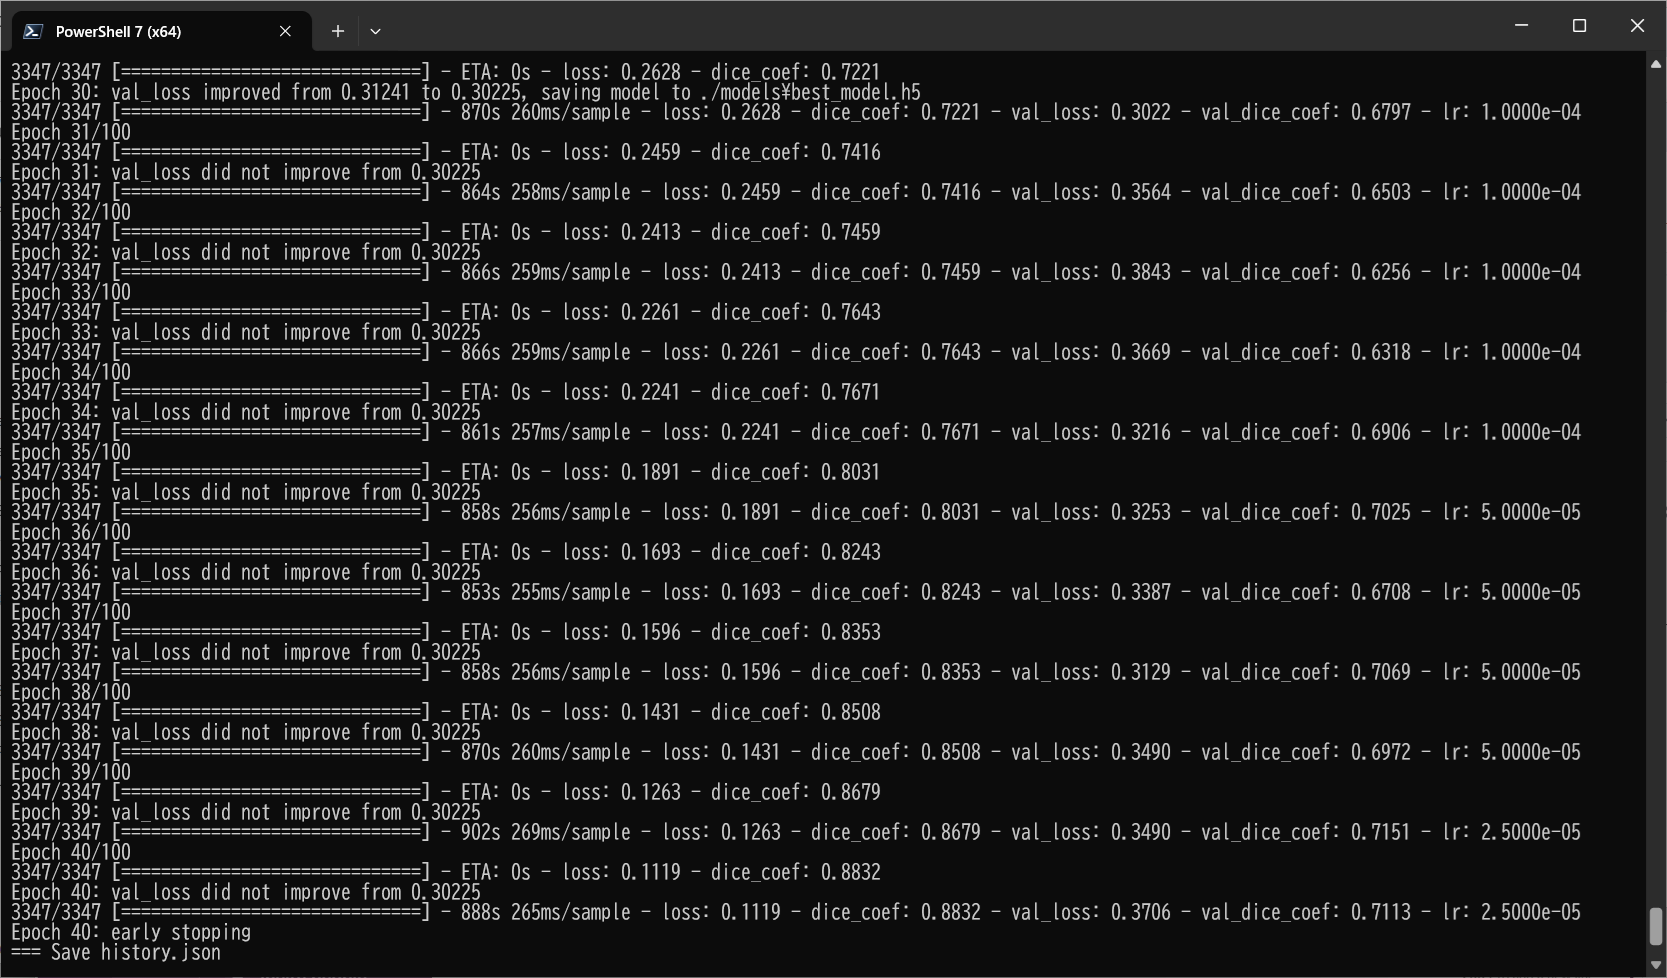 PowerShell 7 (x64)
3347/3347 [==============================] - ETA: 0s - loss: 0.2628 - dice_coef: 0.7221
Epoch 30: val_loss improved from 0.31241 to 0.30225, saving model to ./models¥best_model.h5
3347/3347 [==============================] - 870s 260ms/sample - loss: 0.2628 - dice_coef: 0.7221 - val_loss: 0.3022 - val_dice_coef: 0.6797 - lr: 1.0000e-04
Epoch 31/100
3347/3347 [==============================] - ETA: 0s - loss: 0.2459 - dice_coef: 0.7416
Epoch 31: val_loss did not improve from 0.30225
3347/3347 [==============================] - 864s 258ms/sample - loss: 0.2459 - dice_coef: 0.7416 - val_loss: 0.3564 - val_dice_coef: 0.6503 - lr: 1.0000e-04
Epoch 32/100
3347/3347 [==============================] - ETA: 0s - loss: 0.2413 - dice_coef: 0.7459
Epoch 32: val_loss did not improve from 0.30225
3347/3347 [==============================] - 866s 259ms/sample - loss: 0.2413 - dice_coef: 0.7459 - val_loss: 0.3843 - val_dice_coef: 0.6256 - lr: 1.0000e-04
Epoch 33/100
3347/3347 [==============================] - ETA: 0s - loss: 0.2261 - dice_coef: 0.7643
Epoch 33: val_loss did not improve from 0.30225
3347/3347 [==============================] - 866s 259ms/sample - loss: 0.2261 - dice_coef: 0.7643 - val_loss: 0.3669 - val_dice_coef: 0.6318 - lr: 1.0000e-04
Epoch 34/100
3347/3347 [==============================] - ETA: 0s - loss: 0.2241 - dice_coef: 0.7671
Epoch 34: val_loss did not improve from 0.30225
3347/3347 [==============================] - 861s 257ms/sample - loss: 0.2241 - dice_coef: 0.7671 - val_loss: 0.3216 - val_dice_coef: 0.6906 - lr: 1.0000e-04
Epoch 35/100
3347/3347 [==============================] - ETA: 0s - loss: 0.1891 - dice_coef: 0.8031
Epoch 35: val_loss did not improve from 0.30225
3347/3347 [==============================] - 858s 256ms/sample - loss: 0.1891 - dice_coef: 0.8031 - val_loss: 0.3253 - val_dice_coef: 0.7025 - lr: 5.0000e-05
Epoch 36/100
3347/3347 [==============================] - ETA: 0s - loss: 0.1693 - dice_coef: 0.8243
Epoch 36: val_loss did not improve from 0.30225
3347/3347 [==============================] - 853s 255ms/sample - loss: 0.1693 - dice_coef: 0.8243 - val_loss: 0.3387 - val_dice_coef: 0.6708 - lr: 5.0000e-05
Epoch 37/100
3347/3347 [==============================] - ETA: 0s - loss: 0.1596 - dice_coef: 0.8353
Epoch 37: val_loss did not improve from 0.30225
3347/3347 [==============================] - 858s 256ms/sample - loss: 0.1596 - dice_coef: 0.8353 - val_loss: 0.3129 - val_dice_coef: 0.7069 - lr: 5.0000e-05
Epoch 38/100
3347/3347 [==============================] - ETA: 0s - loss: 0.1431 - dice_coef: 0.8508
Epoch 38: val_loss did not improve from 0.30225
3347/3347 [==============================] - 870s 260ms/sample - loss: 0.1431 - dice_coef: 0.8508 - val_loss: 0.3490 - val_dice_coef: 0.6972 - lr: 5.0000e-05
Epoch 39/100
3347/3347 [==============================] - ETA: 0s - loss: 0.1263 - dice_coef: 0.8679
Epoch 39: val_loss did not improve from 0.30225
3347/3347 [==============================] - 902s 269ms/sample - loss: 0.1263 - dice_coef: 0.8679 - val_loss: 0.3490 - val_dice_coef: 0.7151 - lr: 2.5000e-05
Epoch 40/100
3347/3347 [==============================] - ETA: 0s - loss: 0.1119 - dice_coef: 0.8832
Epoch 40: val_loss did not improve from 0.30225
3347/3347 [==============================] - 888s 265ms/sample - loss: 0.1119 - dice_coef: 0.8832 - val_loss: 0.3706 - val_dice_coef: 0.7113 - lr: 2.5000e-05
Epoch 40: early stopping
=== Save history.json